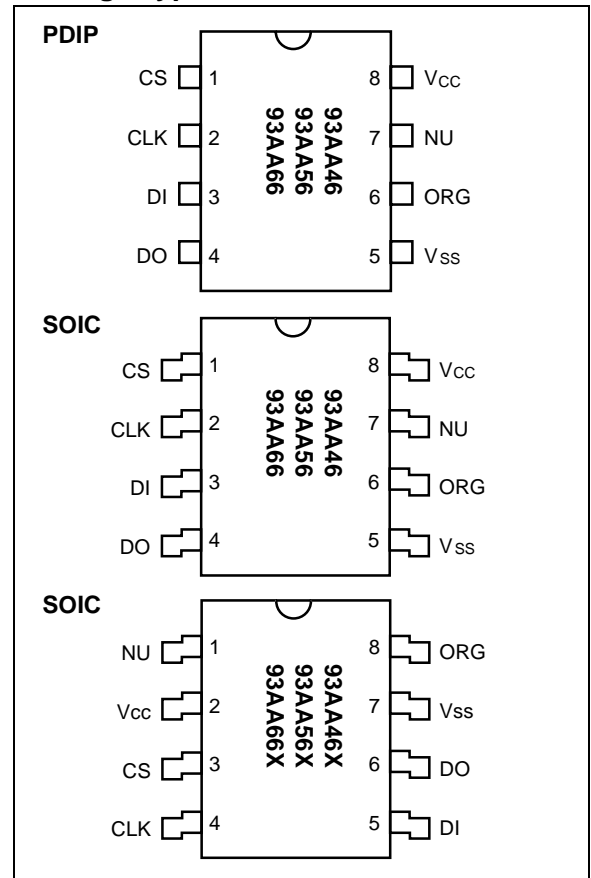 PDIP
CS 1 8 VCC
CLK 2 7 NU
DI 3 6 ORG
DO 4 5 VSS
93AA46
93AA56
93AA66
SOIC
CS 1 8 VCC
CLK 2 7 NU
DI 3 6 ORG
DO 4 5 VSS
93AA46
93AA56
93AA66
SOIC
NU 1 8 ORG
Vcc 2 7 Vss
CS 3 6 DO
CLK 4 5 DI
93AA46X
93AA56X
93AA66X